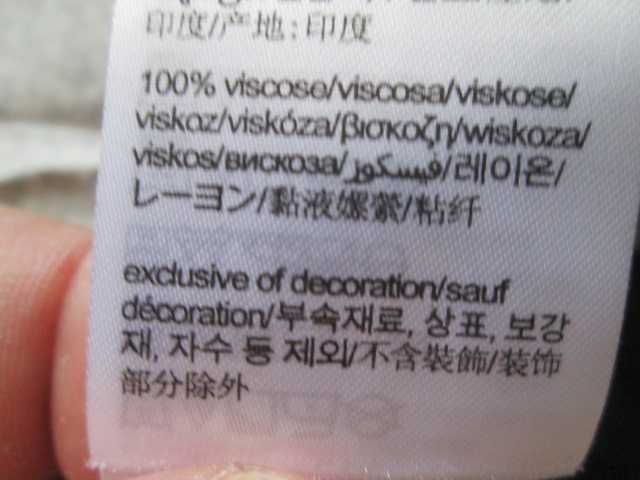 印度/产地:印度
100% viscose/viscosa/viskose/
viskoz/viskóza/βισκοζη/wiskoza/
viskos/вискоза/فيسكوز/레이온/
レーヨン/黏液嫘縈/粘纤
exclusive of decoration/sauf
décoration/부속재료, 상표, 보강
재, 자수 등 제외/不含裝飾/装饰
部分除外